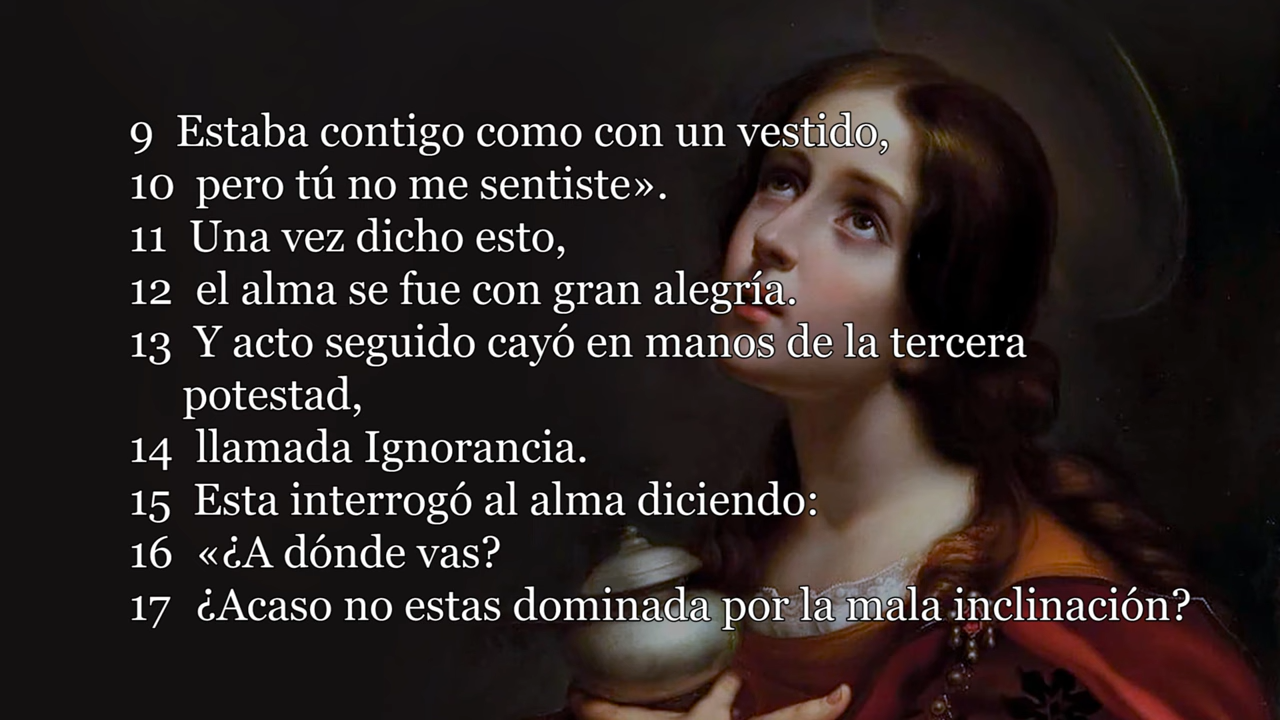 9 Estaba contigo como con un vestido,
10 pero tú no me sentiste».
11 Una vez dicho esto,
12 el alma se fue con gran alegría.
13 Y acto seguido cayó en manos de la tercera
potestad,
14 llamada Ignorancia.
15 Esta interrogó al alma diciendo:
16 «¿A dónde vas?
17 ¿Acaso no estas dominada por la mala inclinación?